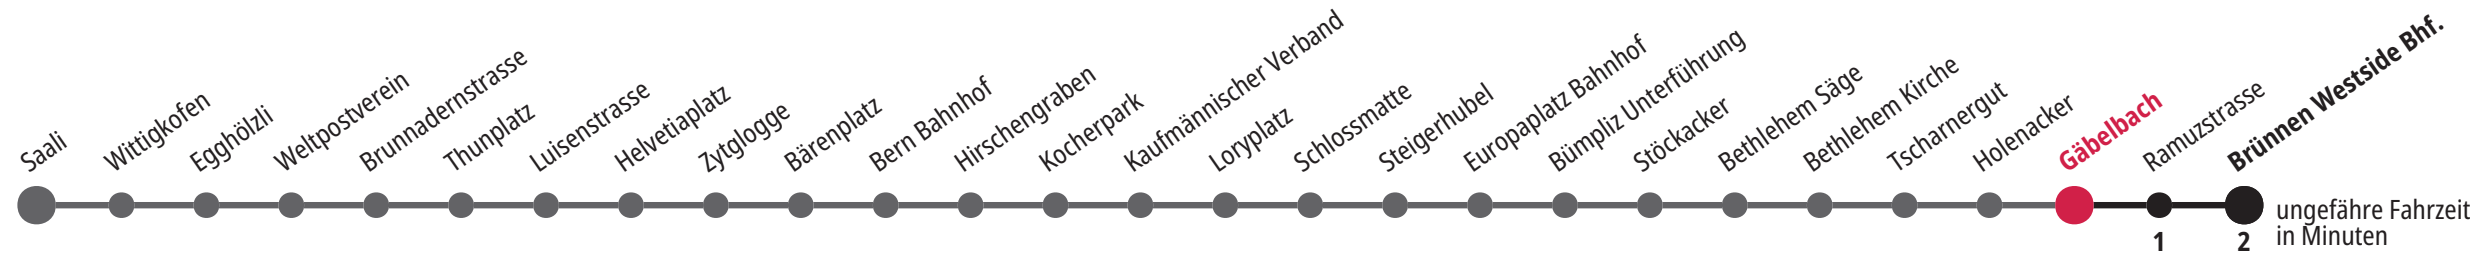 Saali
Wittigkofen
Egghölzli
Weltpostverein
Brunnadernstrasse
Thunplatz
Luisenstrasse
Helvetiaplatz
Zytglogge
Bärenplatz
Bern Bahnhof
Hirschengraben
Kocherpark
Kaufmännischer Verband
Loryplatz
Schlossmatte
Steigerhubel
Europaplatz Bahnhof
Bümpliz Unterführung
Stöckacker
Bethlehem Säge
Bethlehem Kirche
Tscharnergut
Holenacker
Gäbelbach
Ramuzstrasse
Brünnen Westside Bhf.
1
2
ungefähre Fahrzeit
in Minuten